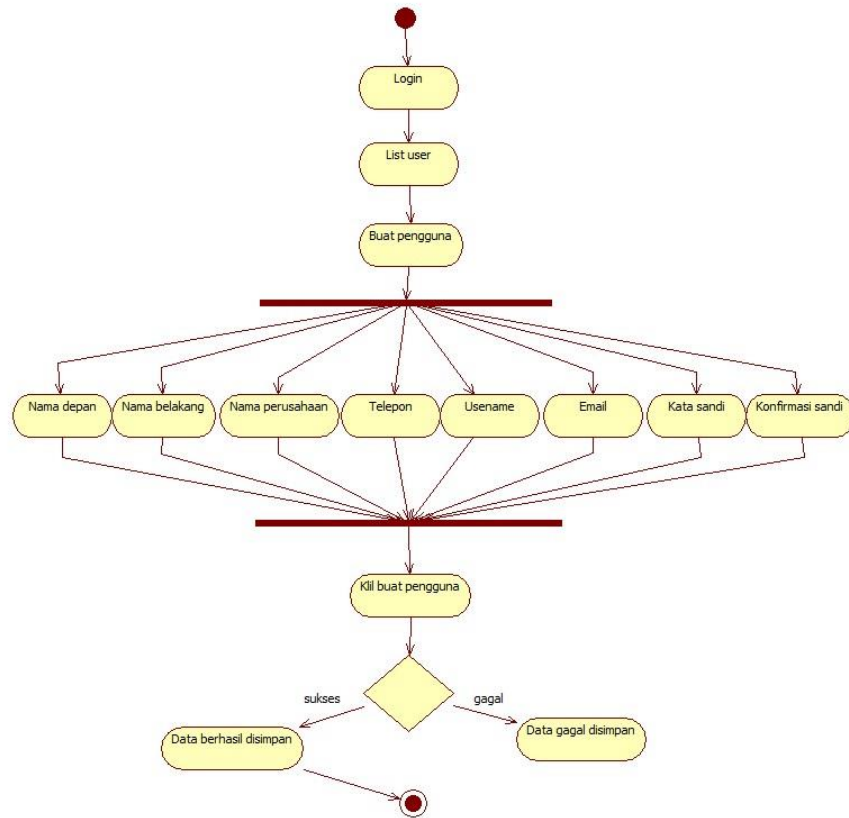 Login
List user
Buat pengguna
Nama depan
Nama belakang
Nama perusahaan
Telepon
Usename
Email
Kata sandi
Konfirmasi sandi
Klil buat pengguna
sukses
gagal
Data berhasil disimpan
Data gagal disimpan